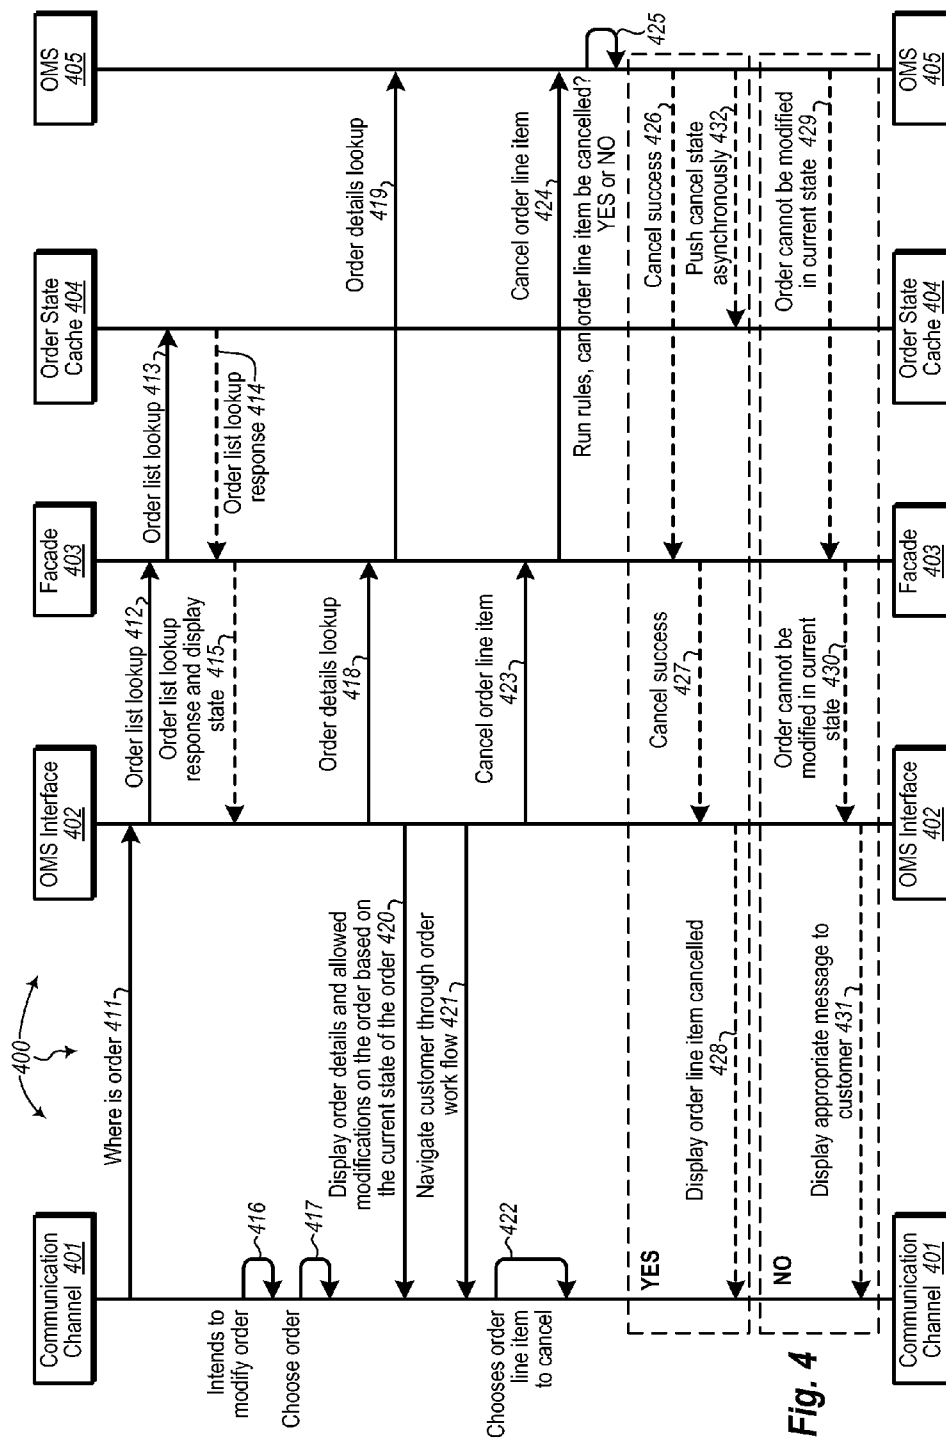 400
Communication
Channel 401
OMS Interface
402
Facade
403
Order State
Cache 404
OMS
405
Where is order 411
Order list lookup 412
Order list lookup 413
Order list lookup
response 414
Order list lookup
response and display
state 415
Intends to
modify order
416
Choose order
417
Order details lookup
418
Order details lookup
419
Display order details and allowed
modifications on the order based on
the current state of the order 420
Navigate customer through order
work flow 421
Chooses order
line item
to cancel
422
Cancel order line item
423
Cancel order line item
424
Run rules, can order line item be cancelled?
YES or NO
425
YES
Cancel success 426
Cancel success
427
Display order line item cancelled
428
Push cancel state
asynchronously 432
NO
Order cannot be modified
in current state 429
Order cannot be
modified in current
state 430
Display appropriate message to
customer 431
Communication
Channel 401
OMS Interface
402
Facade
403
Order State
Cache 404
OMS
405
Fig. 4